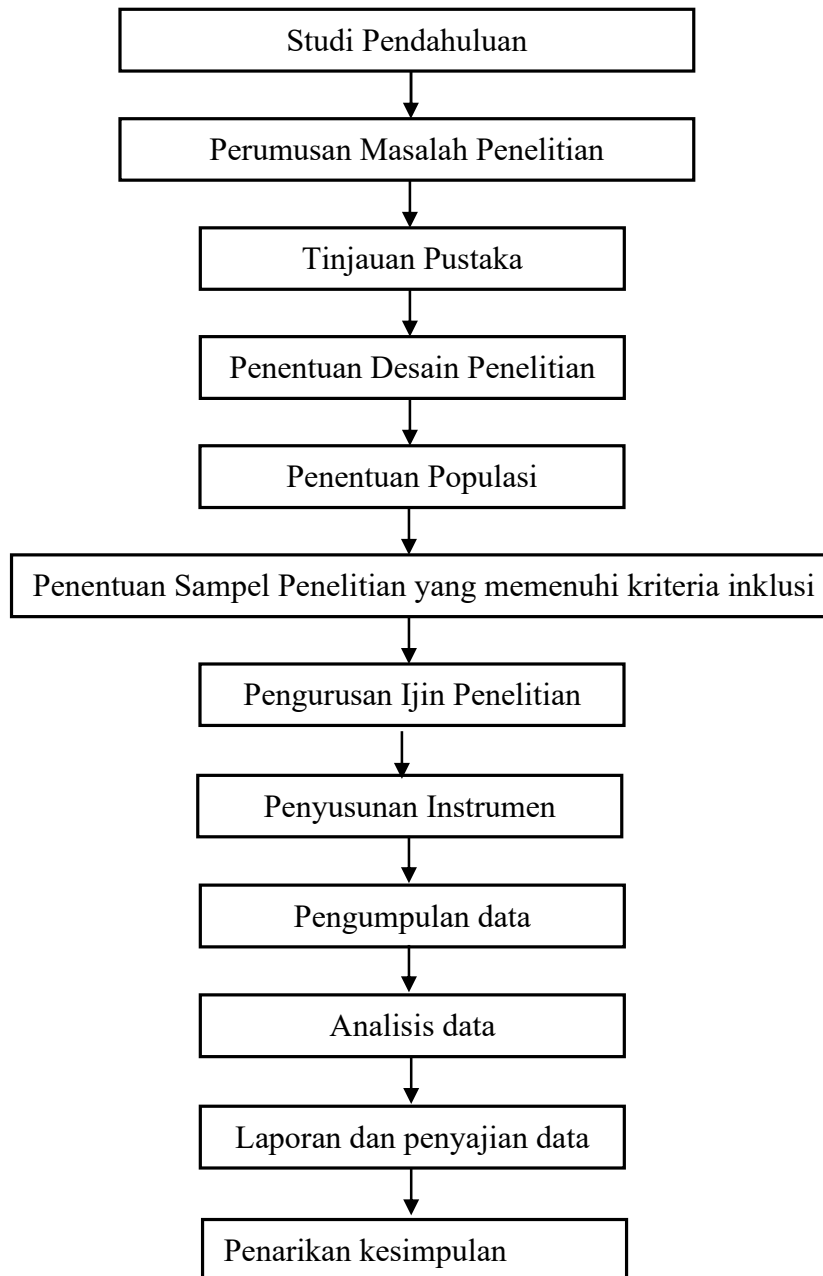 Studi Pendahuluan
Perumusan Masalah Penelitian
Tinjauan Pustaka
Penentuan Desain Penelitian
Penentuan Populasi
Penentuan Sampel Penelitian yang memenuhi kriteria inklusi
Pengurusan Ijin Penelitian
Penyusunan Instrumen
Pengumpulan data
Analisis data
Laporan dan penyajian data
Penarikan kesimpulan